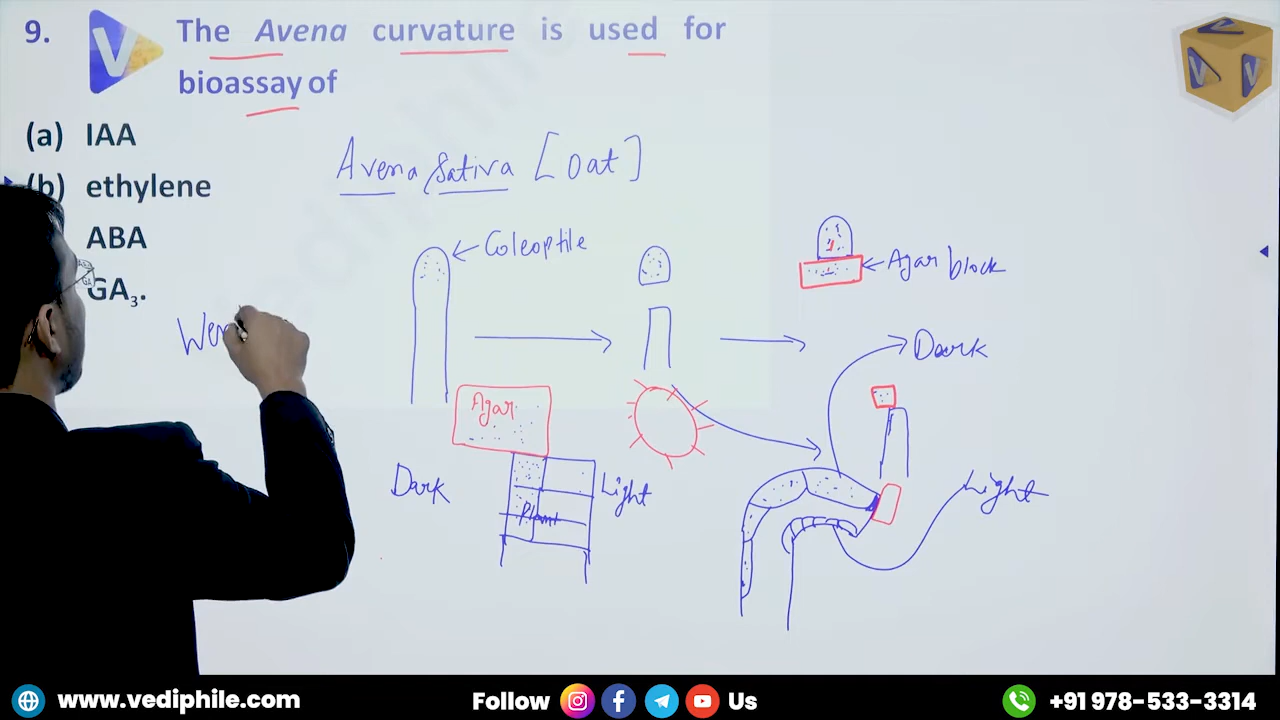 9. The Avena curvature is used for
bioassay of
(a) IAA
(b) ethylene
ABA
GA₃.
Avena Sativa [Oat]
Coleoptile
Agar block
Dark
Agar
Dark
Light
Plant
Light
Wen
www.vediphile.com
Follow
Us
+91 978-533-3314